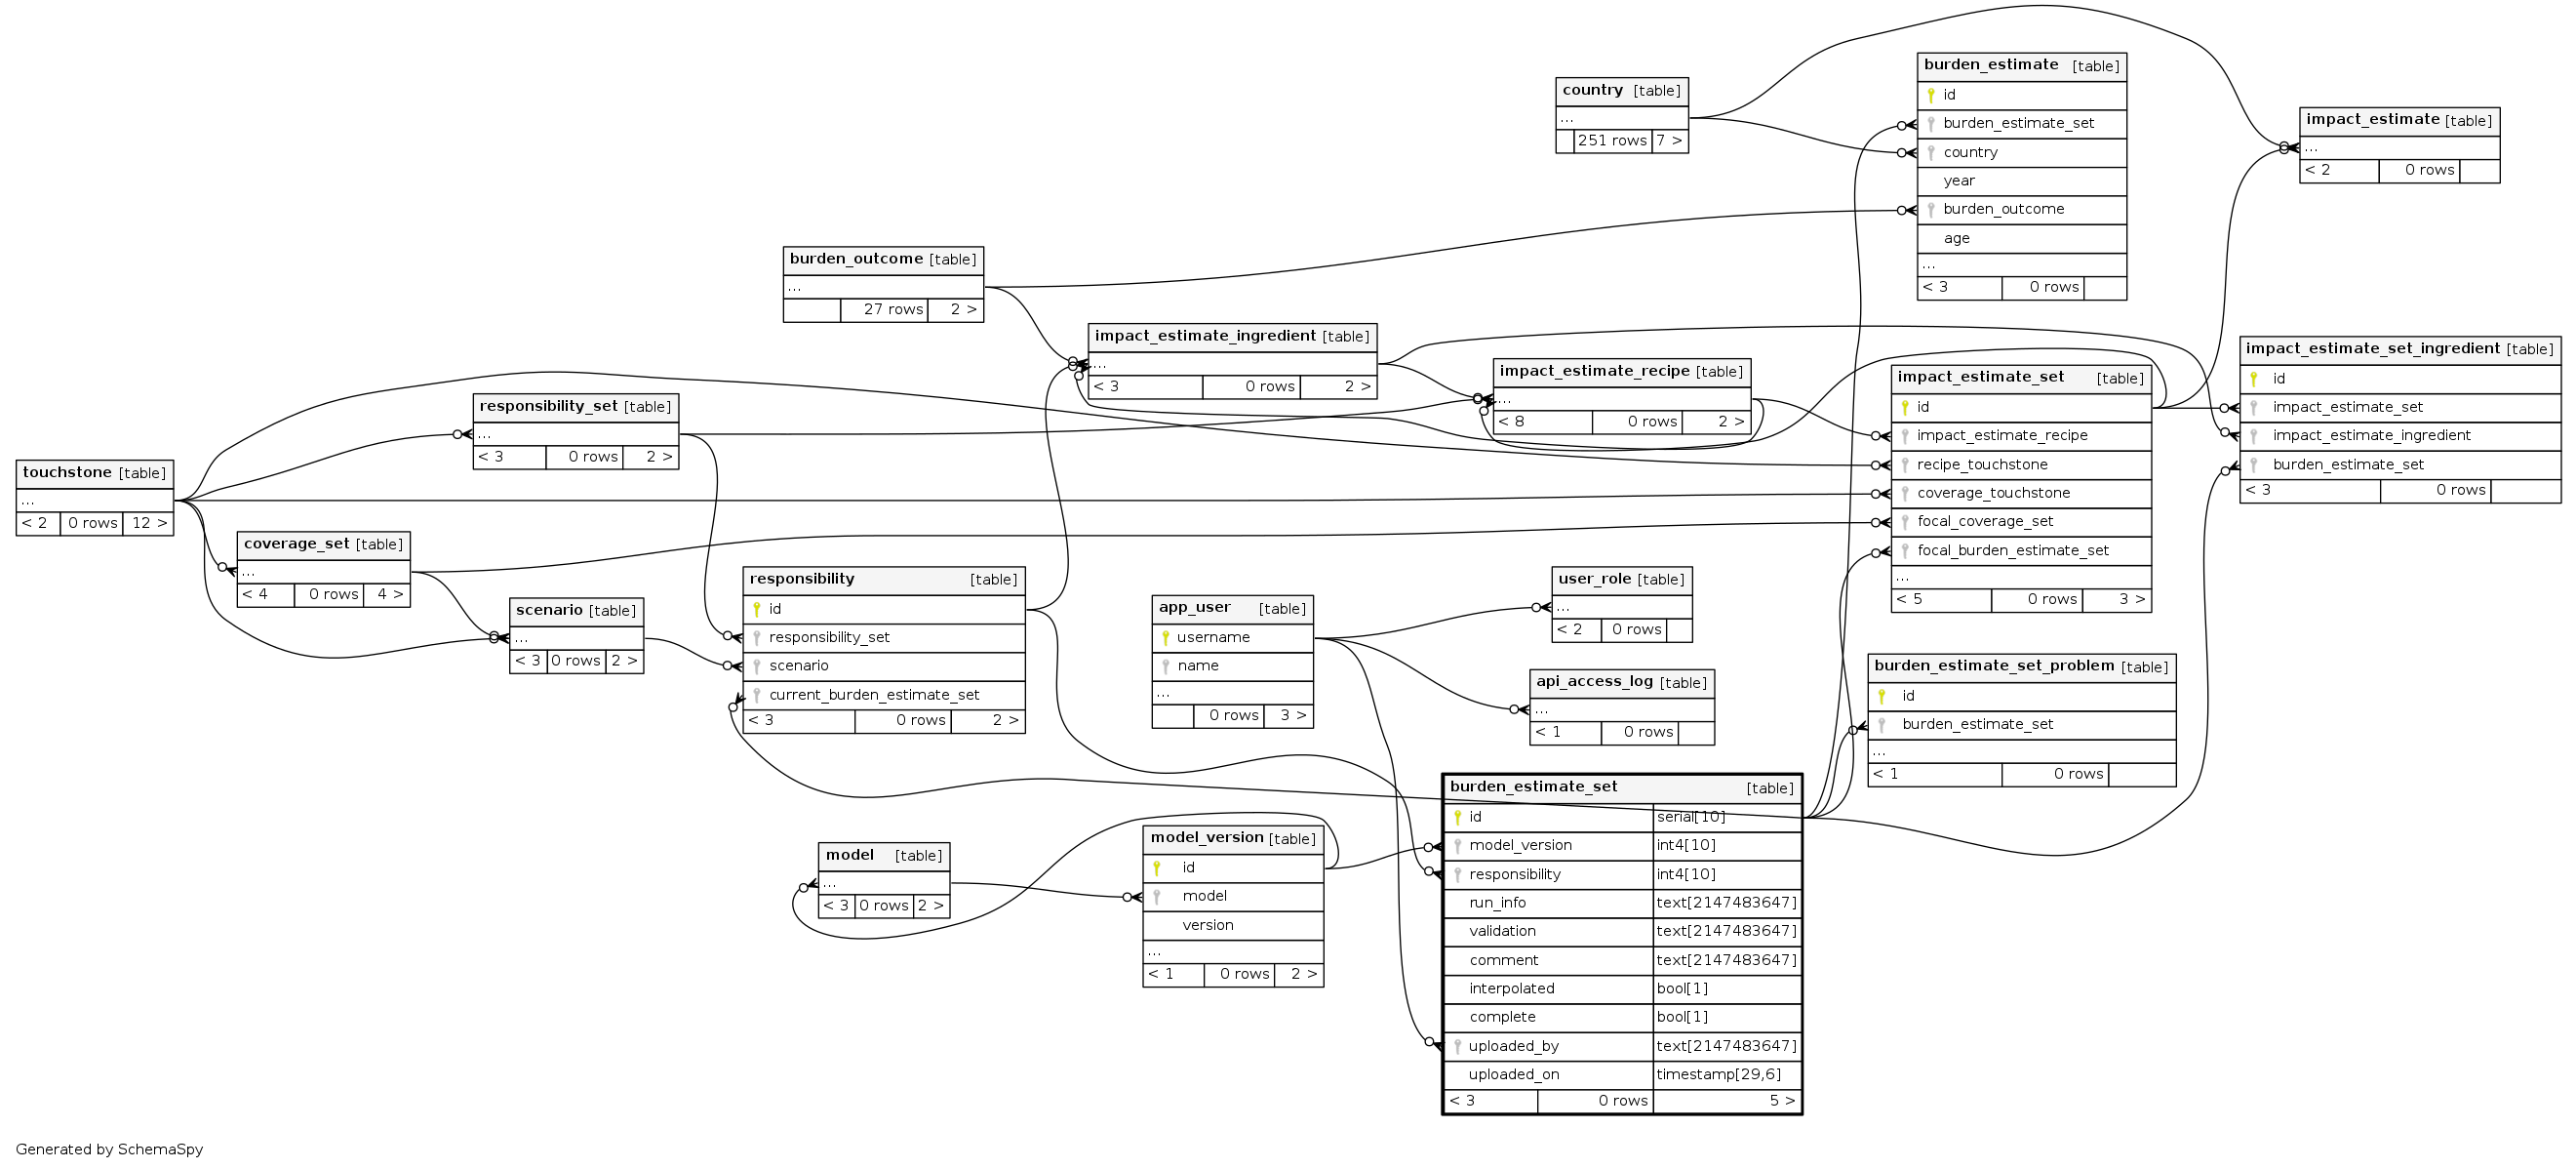 burden_estimate [table]
id
burden_estimate_set
country
year
burden_outcome
age
...
< 3 0 rows
country [table]
...
251 rows 7 >
impact_estimate [table]
...
< 2 0 rows
burden_outcome [table]
...
27 rows 2 >
impact_estimate_ingredient [table]
...
< 3 0 rows 2 >
impact_estimate_recipe [table]
...
< 8 0 rows 2 >
impact_estimate_set [table]
id
impact_estimate_recipe
recipe_touchstone
coverage_touchstone
focal_coverage_set
focal_burden_estimate_set
...
< 5 0 rows 3 >
impact_estimate_set_ingredient [table]
id
impact_estimate_set
impact_estimate_ingredient
burden_estimate_set
< 3 0 rows
responsibility_set [table]
...
< 3 0 rows 2 >
touchstone [table]
...
< 2 0 rows 12 >
coverage_set [table]
...
< 4 0 rows 4 >
scenario [table]
...
< 3 0 rows 2 >
responsibility [table]
id
responsibility_set
scenario
current_burden_estimate_set
< 3 0 rows 2 >
app_user [table]
username
name
...
0 rows 3 >
user_role [table]
...
< 2 0 rows
api_access_log [table]
...
< 1 0 rows
burden_estimate_set_problem [table]
id
burden_estimate_set
...
< 1 0 rows
model [table]
...
< 3 0 rows 2 >
model_version [table]
id
model
version
...
< 1 0 rows 2 >
burden_estimate_set [table]
id serial[10]
model_version int4[10]
responsibility int4[10]
run_info text[2147483647]
validation text[2147483647]
comment text[2147483647]
interpolated bool[1]
complete bool[1]
uploaded_by text[2147483647]
uploaded_on timestamp[29,6]
< 3 0 rows 5 >
Generated by SchemaSpy